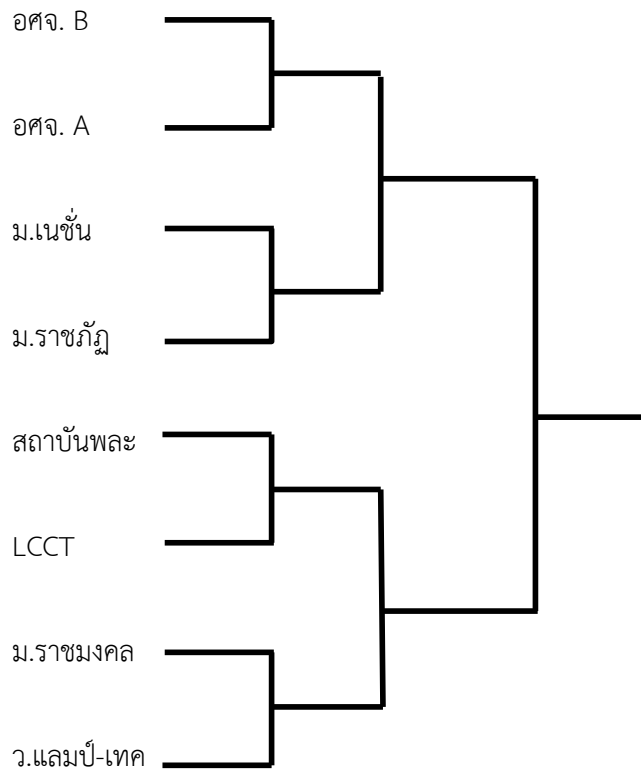 อศจ. B
อศจ. A
ม.เนชั่น
ม.ราชภัฏ
สถาบันพละ
LCCT
ม.ราชมงคล
ว.แลมป์-เทค